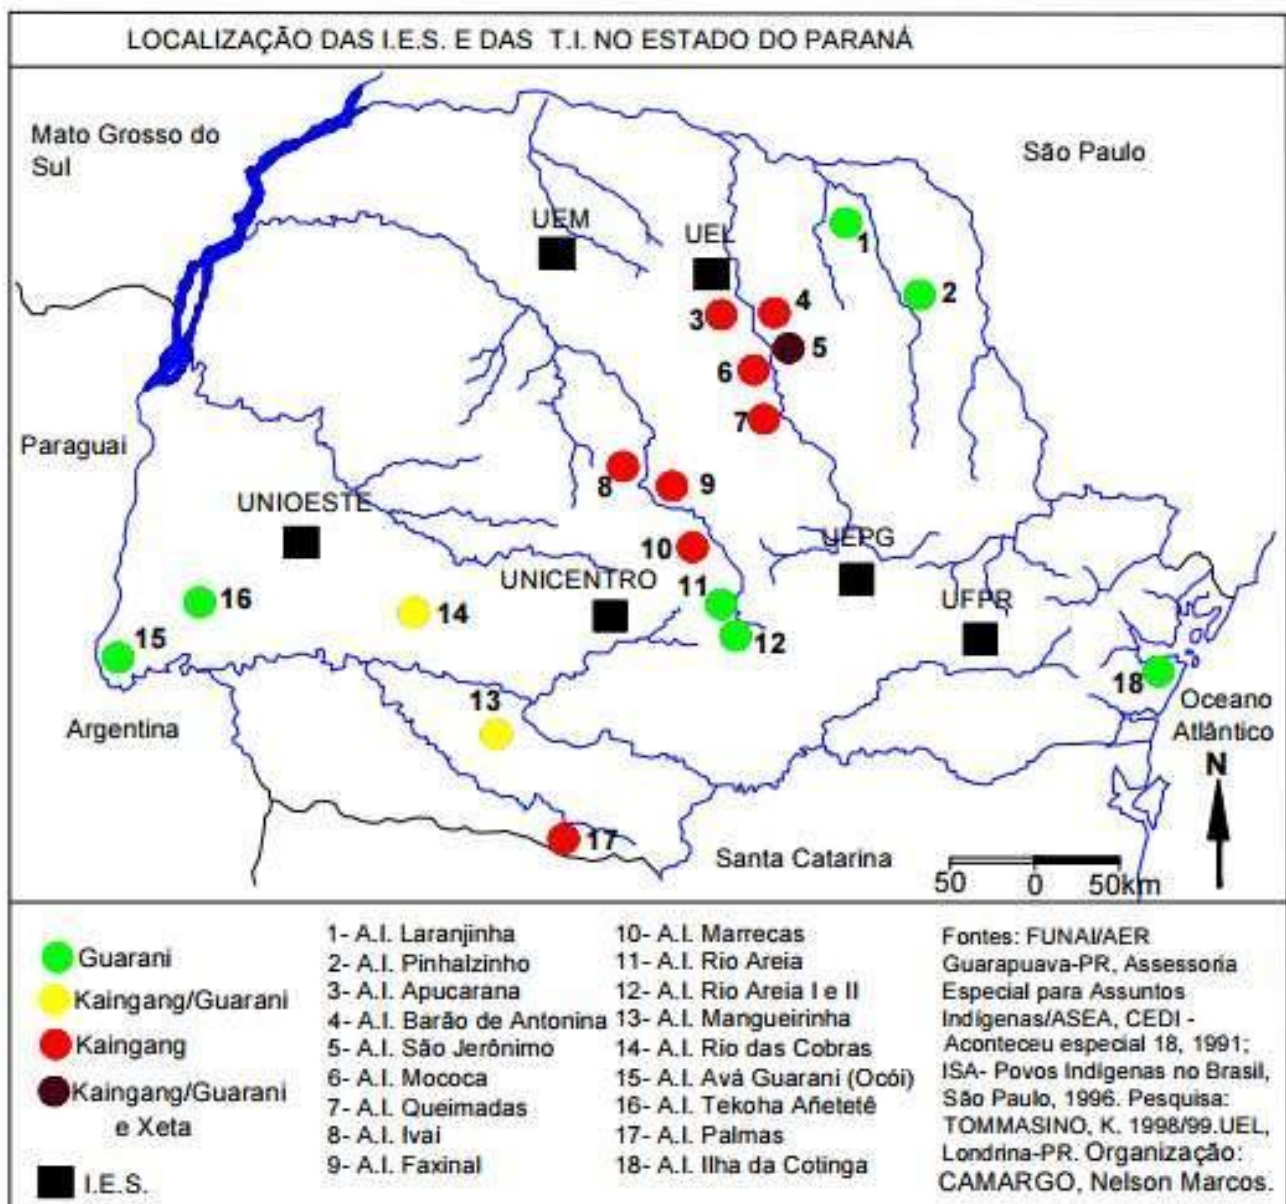 LOCALIZAÇÃO DAS I.E.S. E DAS T.I. NO ESTADO DO PARANÁ
Mato Grosso do
Sul
São Paulo
UEM
UEL
1
2
3
4
5
6
7
Paraguai
8
9
UNIOESTE
10
UEPG
UNICENTRO
11
16
14
UFPR
15
12
18
13
Argentina
Oceano
Atlântico
N
17
Santa Catarina
50 0 50km
Guarani
Kaingang/Guarani
Kaingang
Kaingang/Guarani
e Xeta
I.E.S.
1- A.I. Laranjinha
2- A.I. Pinhalzinho
3- A.I. Apucarana
4- A.I. Barão de Antonina
5- A.I. São Jerônimo
6- A.I. Mococa
7- A.I. Queimadas
8- A.I. Ivaí
9- A.I. Faxinal
10- A.I. Marrecas
11- A.I. Rio Areia
12- A.I. Rio Areia I e II
13- A.I. Mangueirinha
14- A.I. Rio das Cobras
15- A.I. Avá Guarani (Ocói)
16- A.I. Tekoha Añetetê
17- A.I. Palmas
18- A.I. Ilha da Cotinga
Fontes: FUNAI/AER
Guarapuava-PR, Assessoria
Especial para Assuntos
Indígenas/ASEA, CEDI -
Aconteceu especial 18, 1991;
ISA- Povos Indígenas no Brasil,
São Paulo, 1996. Pesquisa:
TOMMASINO, K. 1998/99.UEL,
Londrina-PR. Organização:
CAMARGO, Nelson Marcos.